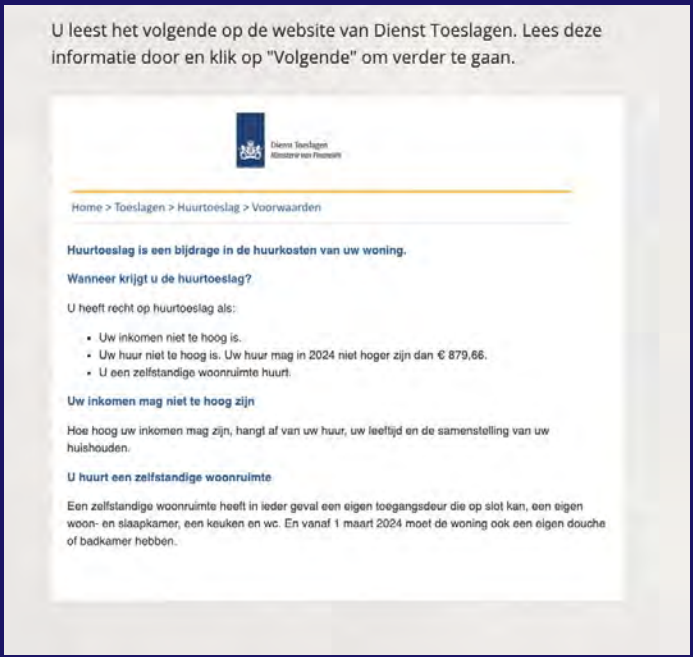 U leest het volgende op de website van Dienst Toeslagen. Lees deze
informatie door en klik op "Volgende" om verder te gaan.
Dienst Toeslagen
Ministerie van Financiën
Home > Toeslagen > Huurtoeslag > Voorwaarden
Huurtoeslag is een bijdrage in de huurkosten van uw woning.
Wanneer krijgt u de huurtoeslag?
U heeft recht op huurtoeslag als:
• Uw inkomen niet te hoog is.
• Uw huur niet te hoog is. Uw huur mag in 2024 niet hoger zijn dan € 879,66.
• U een zelfstandige woonruimte huurt.
Uw inkomen mag niet te hoog zijn
Hoe hoog uw inkomen mag zijn, hangt af van uw huur, uw leeftijd en de samenstelling van uw
huishouden.
U huurt een zelfstandige woonruimte
Een zelfstandige woonruimte heeft in ieder geval een eigen toegangsdeur die op slot kan, een eigen
woon- en slaapkamer, een keuken en wc. En vanaf 1 maart 2024 moet de woning ook een eigen douche
of badkamer hebben.